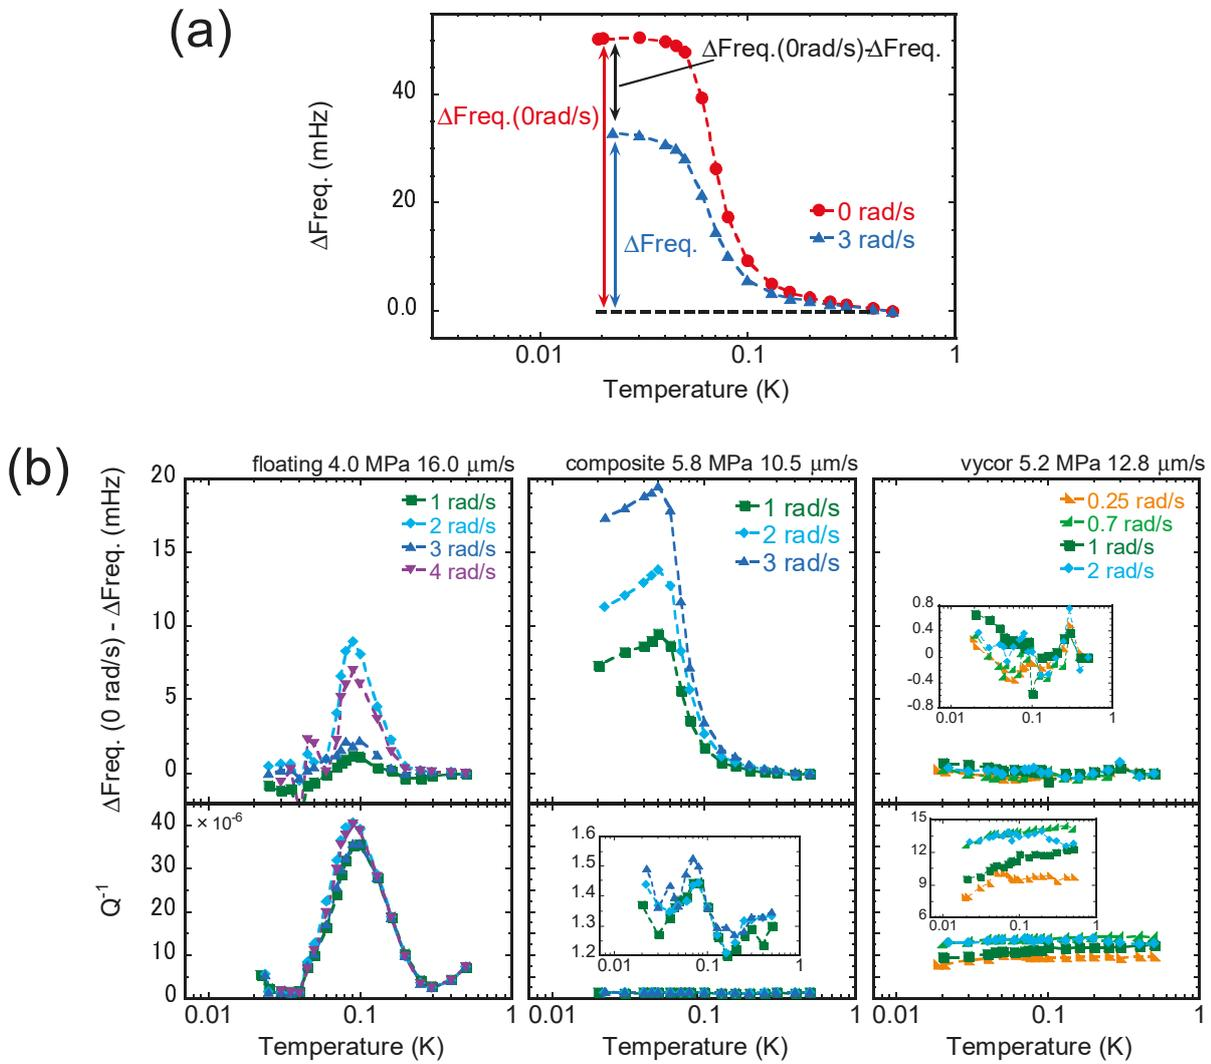 (a)
ΔFreq. (mHz)
40
20
0.0
ΔFreq.(0rad/s)-ΔFreq.
ΔFreq.(0rad/s)
ΔFreq.
0 rad/s
3 rad/s
0.01 0.1 1
Temperature (K)
(b)
ΔFreq. (0 rad/s) - ΔFreq. (mHz)
floating 4.0 MPa 16.0 μm/s
composite 5.8 MPa 10.5 μm/s
vycor 5.2 MPa 12.8 μm/s
20
15
10
5
0
1 rad/s
2 rad/s
3 rad/s
4 rad/s
1 rad/s
2 rad/s
3 rad/s
0.25 rad/s
0.7 rad/s
1 rad/s
2 rad/s
0.8
0.4
0
-0.4
-0.8
0.01 0.1 1
Q⁻¹
40
30
20
10
0
× 10⁻⁶
1.6
1.5
1.4
1.3
1.2
0.01 0.1 1
15
12
9
6
0.01 0.1 1
0.01 0.1 1
0.01 0.1 1
0.01 0.1 1
Temperature (K)
Temperature (K)
Temperature (K)